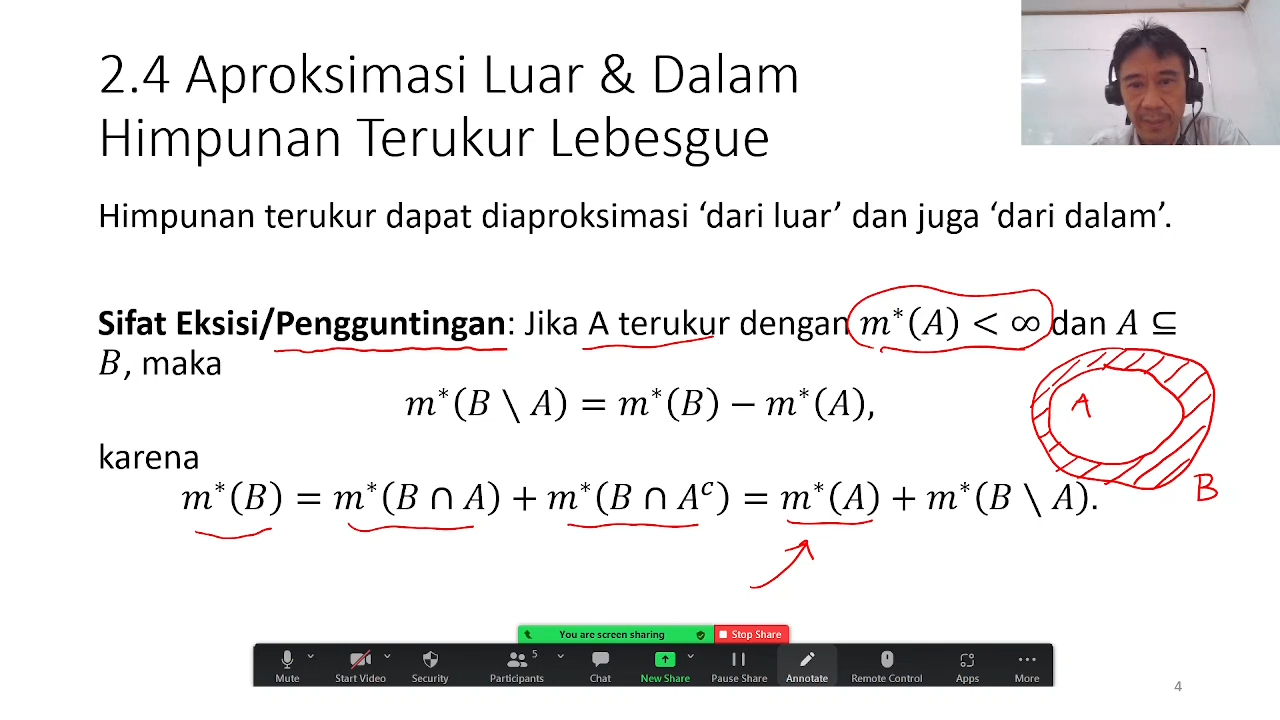 2.4 Aproksimasi Luar & Dalam
Himpunan Terukur Lebesgue
Himpunan terukur dapat diaproksimasi ‘dari luar’ dan juga ‘dari dalam’.
Sifat Eksisi/Pengguntingan: Jika A terukur dengan m*(A) < ∞ dan A ⊆
B, maka
m*(B \ A) = m*(B) − m*(A),
A
karena
m*(B) = m*(B ∩ A) + m*(B ∩ Aᶜ) = m*(A) + m*(B \ A).
B
You are screen sharing Stop Share
5
Mute Start Video Security Participants Chat New Share Pause Share Annotate Remote Control Apps More
4